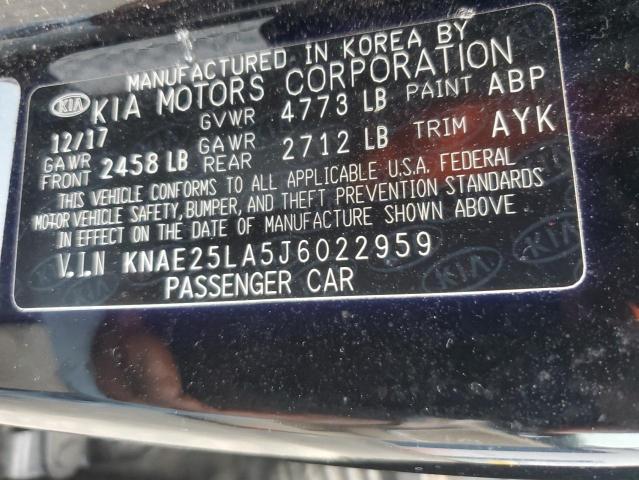 MANUFACTURED IN KOREA BY
KIA KIA MOTORS CORPORATION
12/17 GVWR 4773 LB PAINT ABP
GAWR FRONT 2458 LB GAWR REAR 2712 LB TRIM AYK
THIS VEHICLE CONFORMS TO ALL APPLICABLE U.S.A. FEDERAL
MOTOR VEHICLE SAFETY, BUMPER, AND THEFT PREVENTION STANDARDS
IN EFFECT ON THE DATE OF MANUFACTURE SHOWN ABOVE
V.I.N KNAE25LA5J6022959
PASSENGER CAR